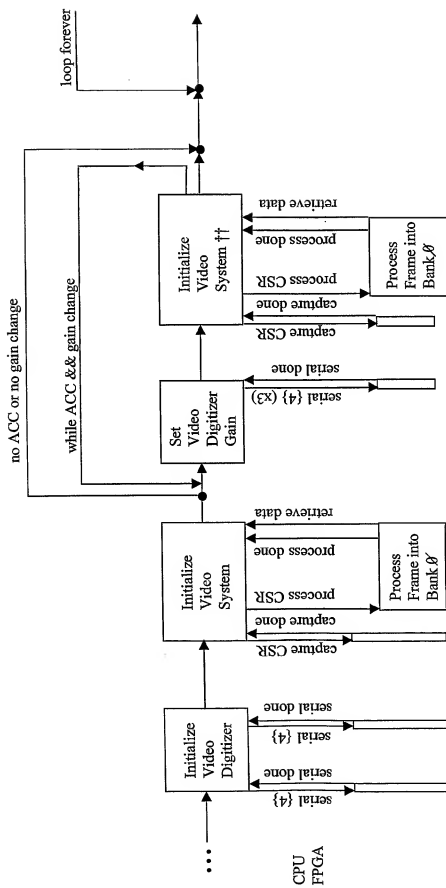 loop forever
no ACC or no gain change
while ACC && gain change
...
Initialize
Video
Digitizer
Initialize
Video
System
Set
Video
Digitizer
Gain
Initialize
Video
System ††
CPU
FPGA
serial {4}
serial done
serial {4}
serial done
capture CSR
capture done
process CSR
process done
retrieve data
serial {4} (x3)
serial done
capture CSR
capture done
process CSR
process done
retrieve data
Process
Frame into
Bank 0
Process
Frame into
Bank 0